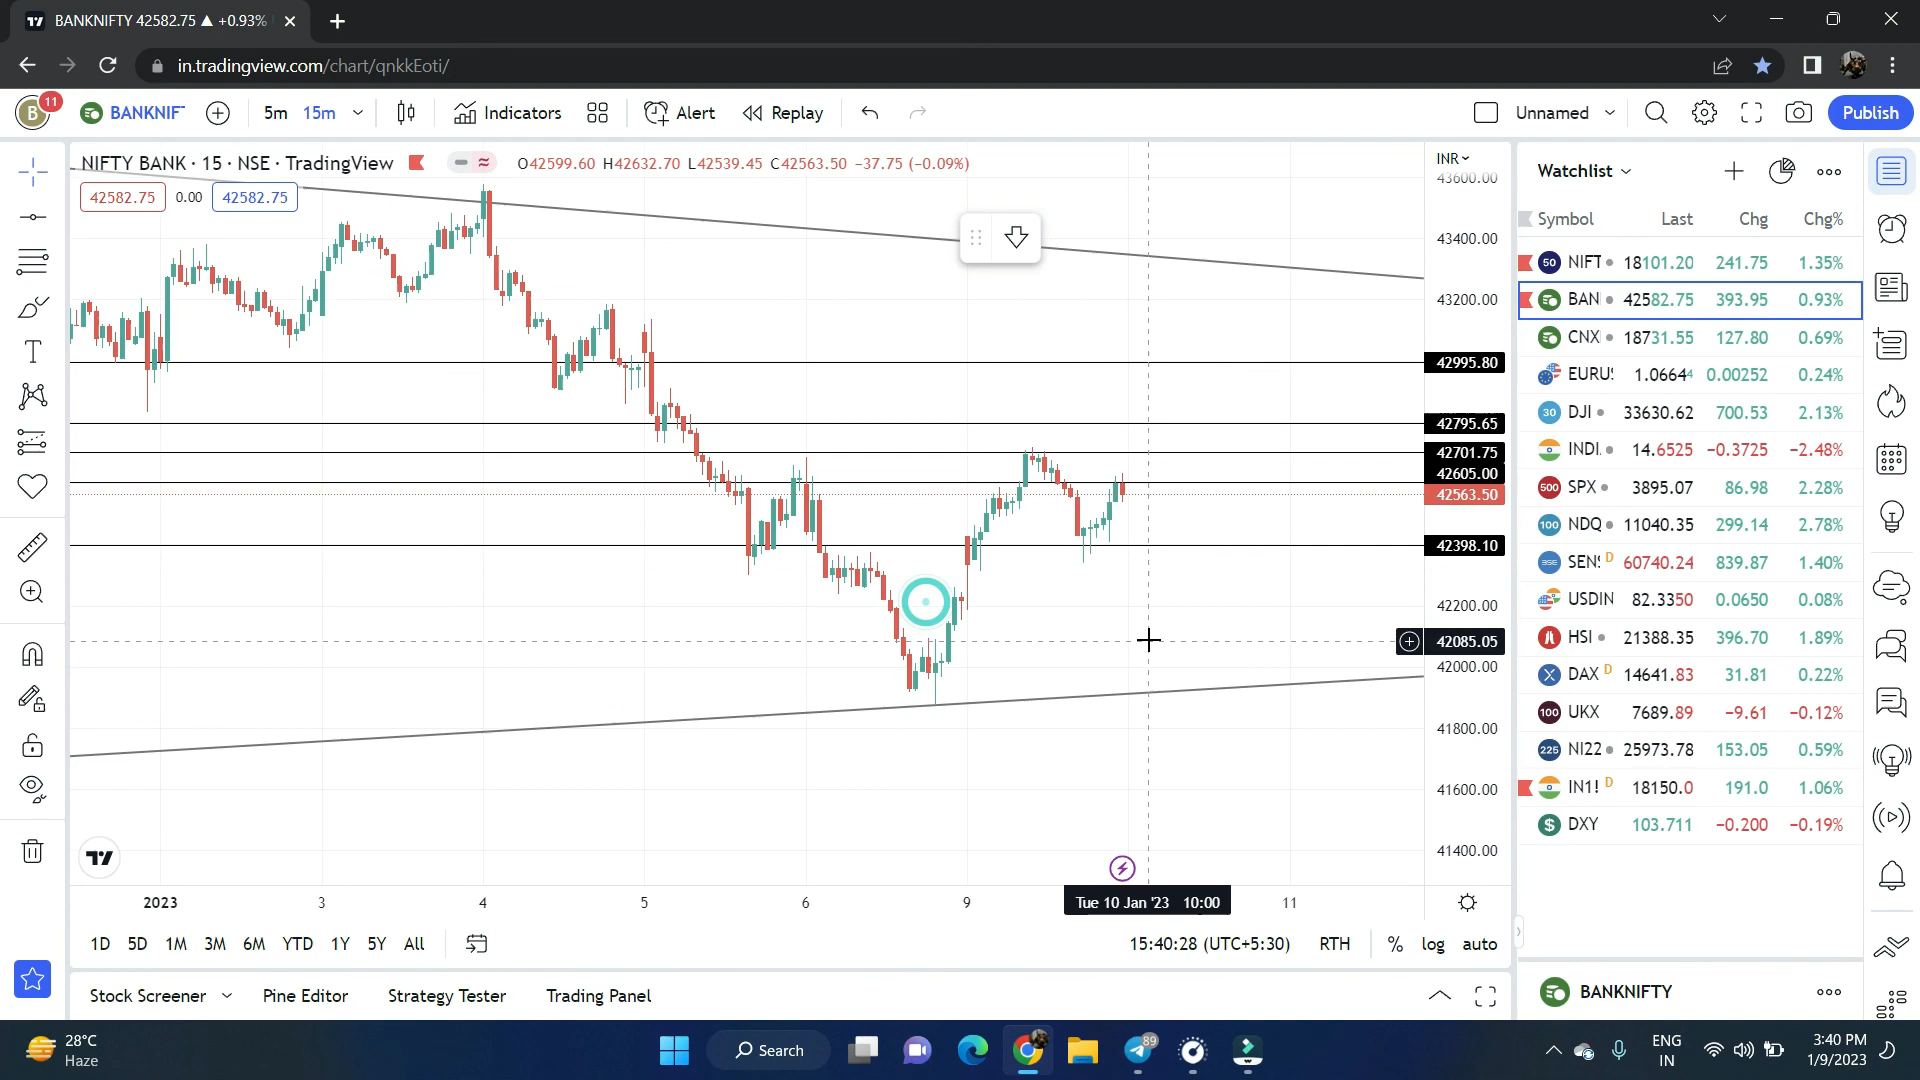 BANKNIFTY 42582.75 ▲ +0.93%
in.tradingview.com/chart/qnkkEoti/
B
11
BANKNIF
5m
15m
Indicators
Alert
Replay
Unnamed
Publish
NIFTY BANK · 15 · NSE · TradingView
O42599.60 H42632.70 L42539.45 C42563.50 −37.75 (−0.09%)
42582.75
0.00
42582.75
INR
43600.00
43400.00
43200.00
42995.80
42795.65
42701.75
42605.00
42563.50
42398.10
42200.00
42085.05
42000.00
41800.00
41600.00
41400.00
2023
3
4
5
6
9
Tue 10 Jan '23 10:00
11
1D 5D 1M 3M 6M YTD 1Y 5Y All
15:40:28 (UTC+5:30)
RTH
%
log
auto
Stock Screener
Pine Editor
Strategy Tester
Trading Panel
Watchlist
Symbol Last Chg Chg%
50 NIFT 18101.20 241.75 1.35%
BAN 42582.75 393.95 0.93%
CNX 18731.55 127.80 0.69%
EURU 1.06644 0.00252 0.24%
30 DJI 33630.62 700.53 2.13%
INDI 14.6525 −0.3725 −2.48%
500 SPX 3895.07 86.98 2.28%
100 NDQ 11040.35 299.14 2.78%
BSE SENS D 60740.24 839.87 1.40%
USDIN 82.3350 0.0650 0.08%
HSI 21388.35 396.70 1.89%
DAX D 14641.83 31.81 0.22%
100 UKX 7689.89 −9.61 −0.12%
225 NI22 25973.78 153.05 0.59%
IN1! D 18150.0 191.0 1.06%
$ DXY 103.711 −0.200 −0.19%
BANKNIFTY
28°C
Haze
Search
89
ENG
IN
3:40 PM
1/9/2023